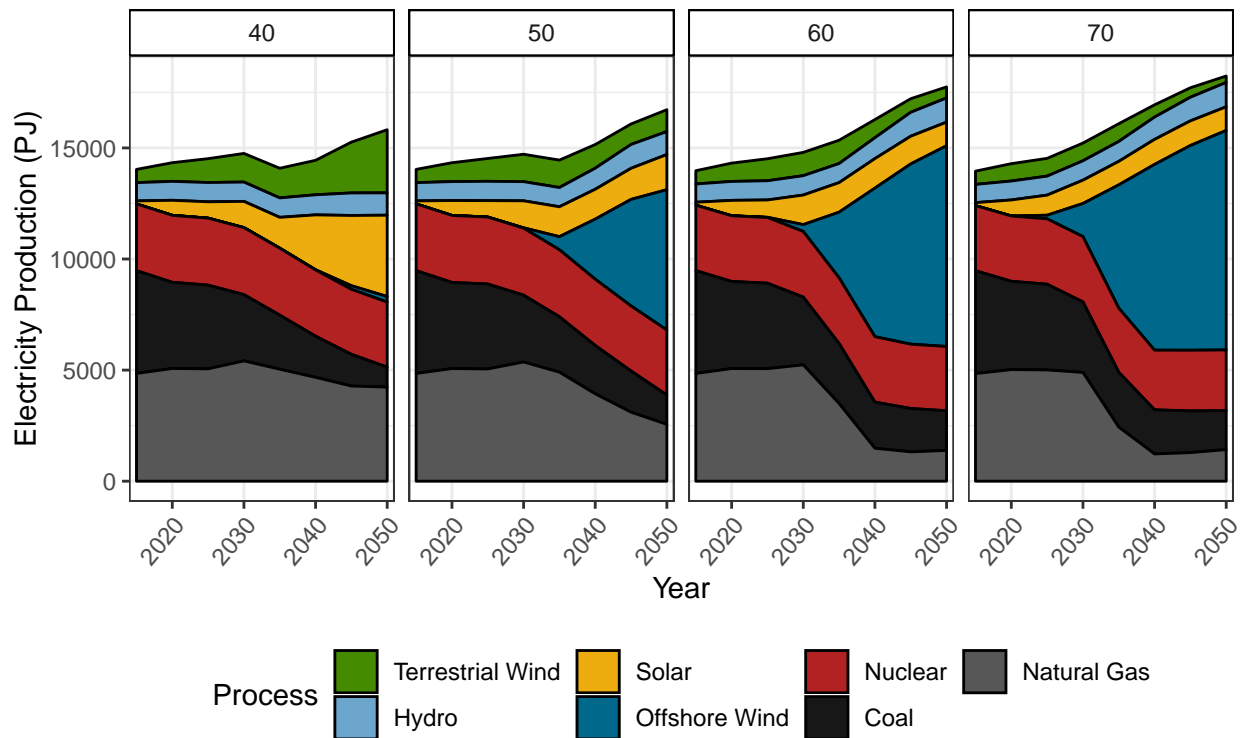 40 50 60 70
Electricity Production (PJ)
15000
10000
5000
0
2020 2030 2040 2050 2020 2030 2040 2050 2020 2030 2040 2050 2020 2030 2040 2050
Year
Process
Terrestrial Wind Solar Nuclear Natural Gas
Hydro Offshore Wind Coal